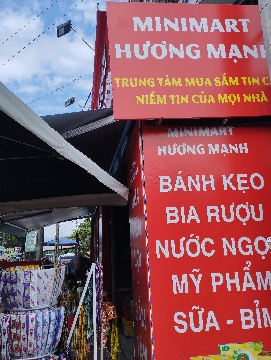 MINIMART
HƯƠNG MẠNH
TRUNG TÂM MUA SẮM TIN C
NIỀM TIN CỦA MỌI NHÀ
MINIMART
HƯƠNG MẠNH
BÁNH KẸO
BIA RƯỢU
NƯỚC NGỌ
MỸ PHẨM
SỮA - BỈM